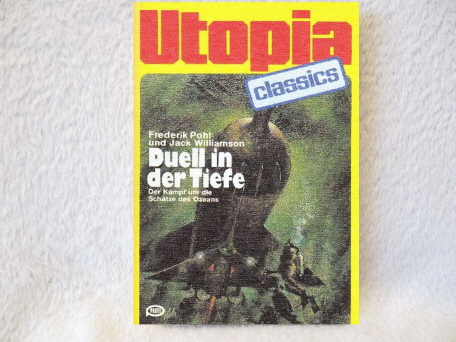 Utopia
classics
Frederik Pohl
und Jack Williamson
Duell in
der Tiefe
Der Kampf um die
Schätze des Ozeans